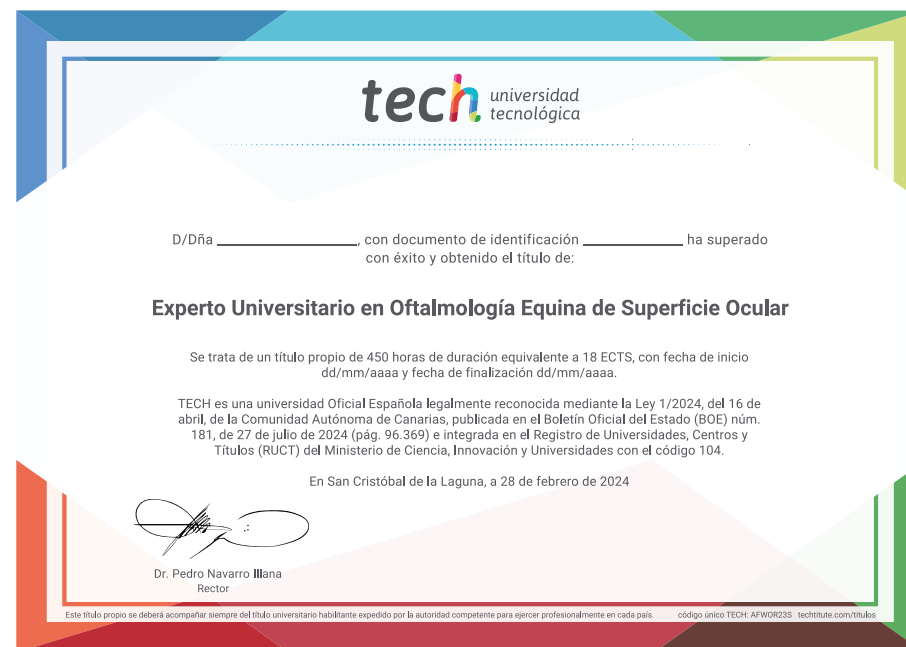 tech universidad
tecnológica
D/Dña , con documento de identificación ha superado
con éxito y obtenido el título de:
Experto Universitario en Oftalmología Equina de Superficie Ocular
Se trata de un título propio de 450 horas de duración equivalente a 18 ECTS, con fecha de inicio
dd/mm/aaaa y fecha de finalización dd/mm/aaaa.
TECH es una universidad Oficial Española legalmente reconocida mediante la Ley 1/2024, del 16 de
abril, de la Comunidad Autónoma de Canarias, publicada en el Boletín Oficial del Estado (BOE) núm.
181, de 27 de julio de 2024 (pág. 96.369) e integrada en el Registro de Universidades, Centros y
Títulos (RUCT) del Ministerio de Ciencia, Innovación y Universidades con el código 104.
En San Cristóbal de la Laguna, a 28 de febrero de 2024
Dr. Pedro Navarro Illana
Rector
Este título propio se deberá acompañar siempre del título universitario habilitante expedido por la autoridad competente para ejercer profesionalmente en cada país. código único TECH: AFWOR23S techtitute.com/titulos